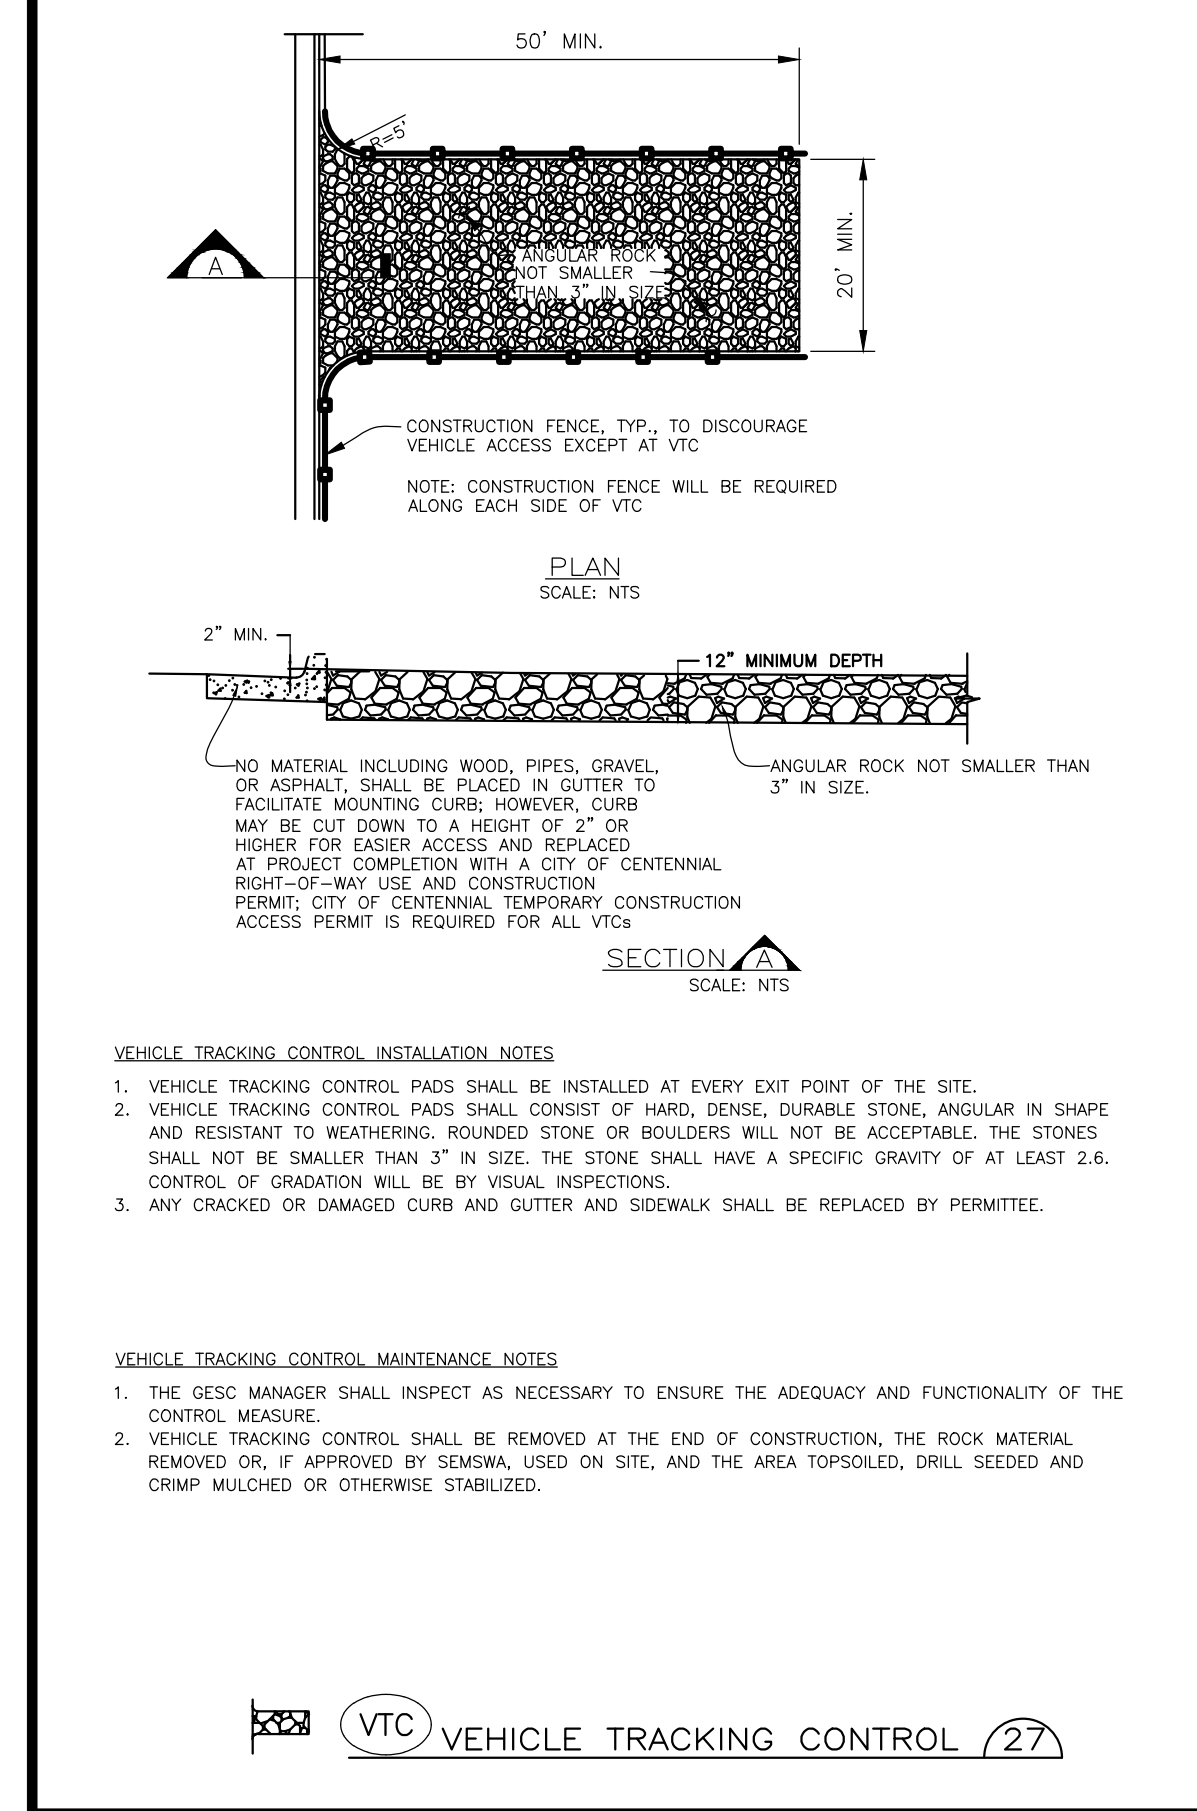 50' MIN.
R=5'
20' MIN.
A
ANGULAR ROCK
NOT SMALLER
THAN 3" IN SIZE
CONSTRUCTION FENCE, TYP., TO DISCOURAGE
VEHICLE ACCESS EXCEPT AT VTC
NOTE: CONSTRUCTION FENCE WILL BE REQUIRED
ALONG EACH SIDE OF VTC
PLAN
SCALE: NTS
2" MIN.
12" MINIMUM DEPTH
NO MATERIAL INCLUDING WOOD, PIPES, GRAVEL,
OR ASPHALT, SHALL BE PLACED IN GUTTER TO
FACILITATE MOUNTING CURB; HOWEVER, CURB
MAY BE CUT DOWN TO A HEIGHT OF 2" OR
HIGHER FOR EASIER ACCESS AND REPLACED
AT PROJECT COMPLETION WITH A CITY OF CENTENNIAL
RIGHT-OF-WAY USE AND CONSTRUCTION
PERMIT; CITY OF CENTENNIAL TEMPORARY CONSTRUCTION
ACCESS PERMIT IS REQUIRED FOR ALL VTCs
ANGULAR ROCK NOT SMALLER THAN
3" IN SIZE.
SECTION A
SCALE: NTS
VEHICLE TRACKING CONTROL INSTALLATION NOTES
1. VEHICLE TRACKING CONTROL PADS SHALL BE INSTALLED AT EVERY EXIT POINT OF THE SITE.
2. VEHICLE TRACKING CONTROL PADS SHALL CONSIST OF HARD, DENSE, DURABLE STONE, ANGULAR IN SHAPE
AND RESISTANT TO WEATHERING. ROUNDED STONE OR BOULDERS WILL NOT BE ACCEPTABLE. THE STONES
SHALL NOT BE SMALLER THAN 3" IN SIZE. THE STONE SHALL HAVE A SPECIFIC GRAVITY OF AT LEAST 2.6.
CONTROL OF GRADATION WILL BE BY VISUAL INSPECTIONS.
3. ANY CRACKED OR DAMAGED CURB AND GUTTER AND SIDEWALK SHALL BE REPLACED BY PERMITTEE.
VEHICLE TRACKING CONTROL MAINTENANCE NOTES
1. THE GESC MANAGER SHALL INSPECT AS NECESSARY TO ENSURE THE ADEQUACY AND FUNCTIONALITY OF THE
CONTROL MEASURE.
2. VEHICLE TRACKING CONTROL SHALL BE REMOVED AT THE END OF CONSTRUCTION, THE ROCK MATERIAL
REMOVED OR, IF APPROVED BY SEMSWA, USED ON SITE, AND THE AREA TOPSOILED, DRILL SEEDED AND
CRIMP MULCHED OR OTHERWISE STABILIZED.
VTC VEHICLE TRACKING CONTROL 27